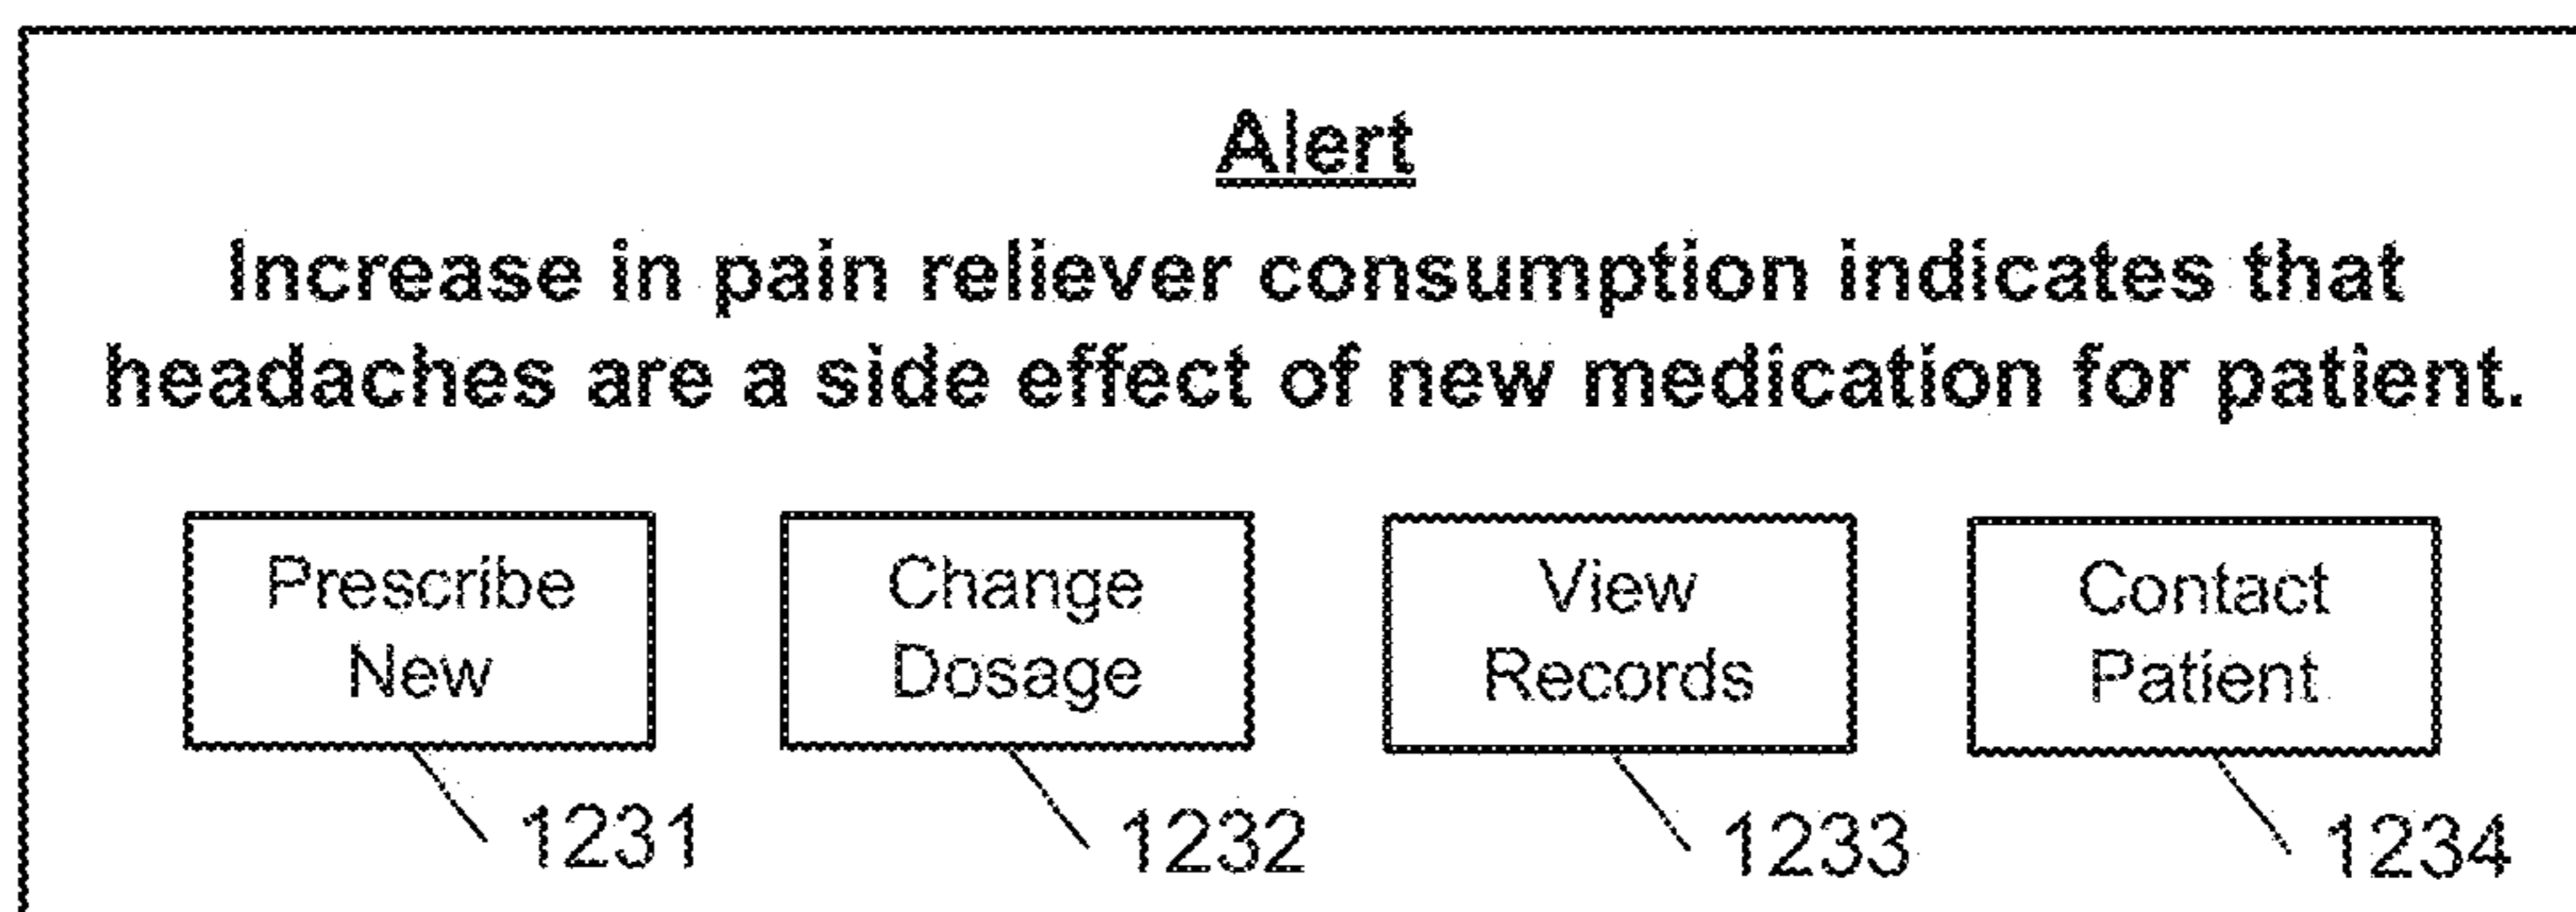 Alert
Increase in pain reliever consumption indicates that
headaches are a side effect of new medication for patient.
Prescribe
New
Change
Dosage
View
Records
Contact
Patient
1231
1232
1233
1234